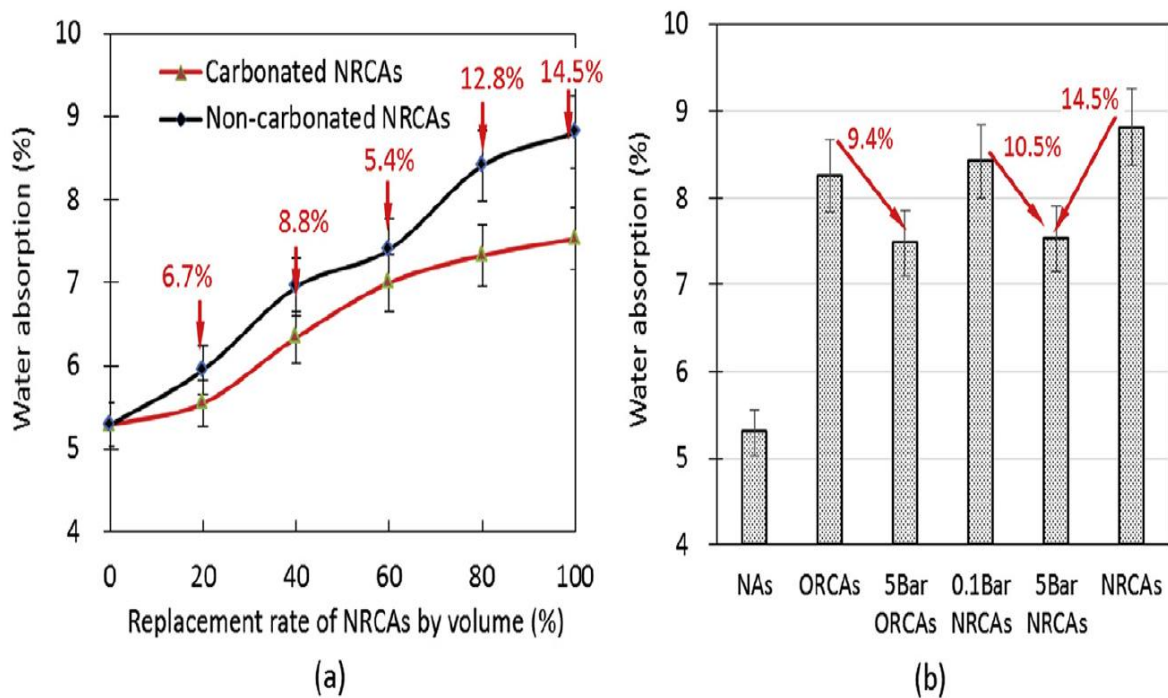 10
9
8
7
6
5
4
Water absorption (%)
Carbonated NRCAs
Non-carbonated NRCAs
6.7%
8.8%
5.4%
12.8%
14.5%
0 20 40 60 80 100
Replacement rate of NRCAs by volume (%)
(a)
10
9
8
7
6
5
4
Water absorption (%)
9.4%
10.5%
14.5%
NAs ORCAs 5Bar 0.1Bar 5Bar NRCAs
ORCAs NRCAs NRCAs
(b)